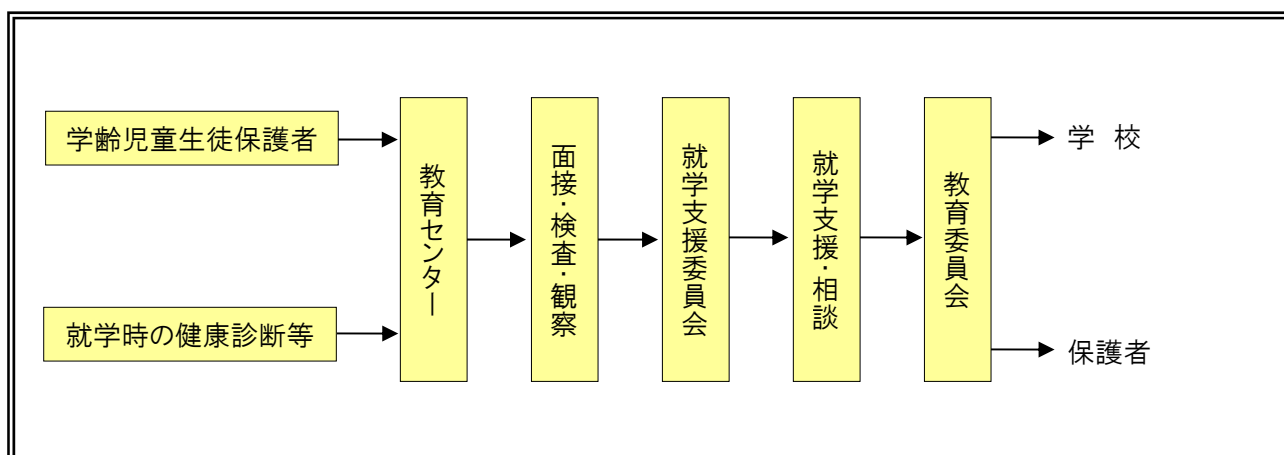 学齢児童生徒保護者
就学時の健康診断等
教育センター
面接・検査・観察
就学支援委員会
就学支援・相談
教育委員会
学 校
保護者